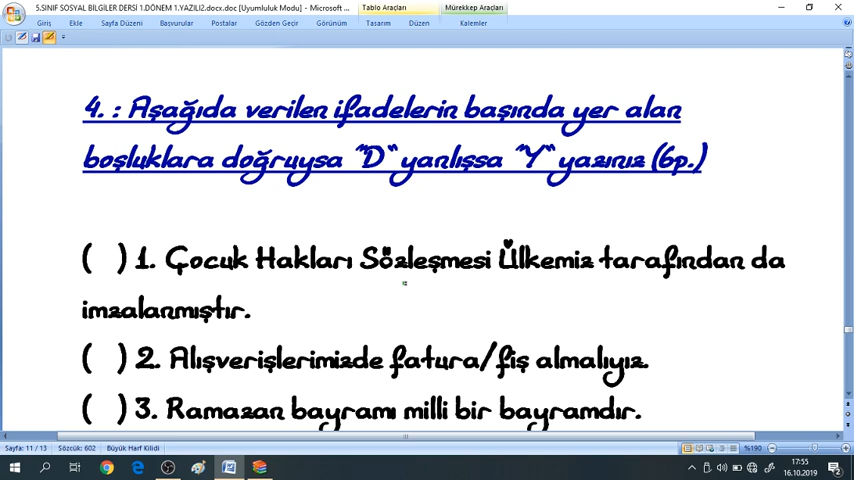 5.SINIF SOSYAL BİLGİLER DERSİ 1.DÖNEM 1.YAZILI2.docx.doc [Uyumluluk Modu] - Microsoft ...
Tablo Araçları
Mürekkep Araçları
Giriş Ekle Sayfa Düzeni Başvurular Postalar Gözden Geçir Görünüm Tasarım Düzen Kalemler
4. : Aşağıda verilen ifadelerin başında yer alan
boşluklara doğruysa "D" yanlışsa "Y" yazınız (6p.)
( ) 1. Çocuk Hakları Sözleşmesi Ülkemiz tarafından da
imzalanmıştır.
( ) 2. Alışverişlerimizde fatura/fiş almalıyız.
( ) 3. Ramazan bayramı milli bir bayramdır.
Sayfa: 11 / 13 Sözcük: 602 Büyük Harf Kilidi %190
17:55
16.10.2019
2